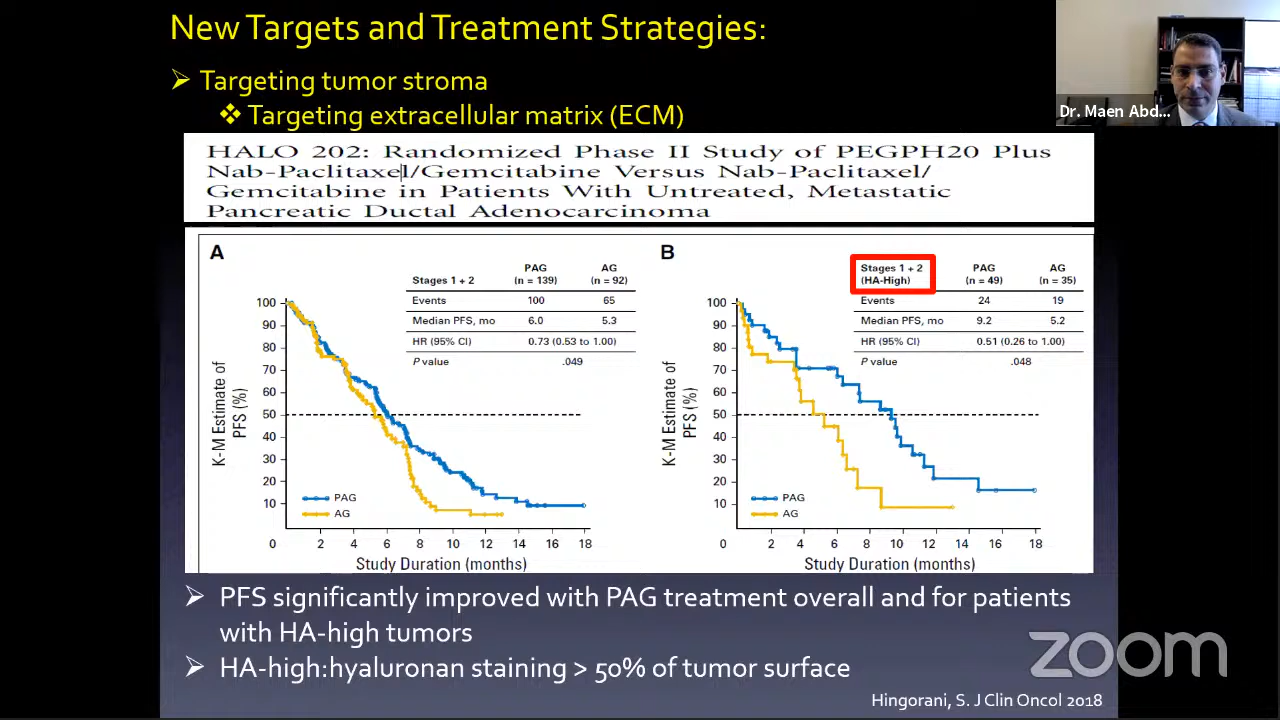 New Targets and Treatment Strategies:
Dr. Maen Abd...
Targeting tumor stroma
Targeting extracellular matrix (ECM)
HALO 202: Randomized Phase II Study of PEGPH20 Plus
Nab-Paclitaxel/Gemcitabine Versus Nab-Paclitaxel/
Gemcitabine in Patients With Untreated, Metastatic
Pancreatic Ductal Adenocarcinoma
A
Stages 1 + 2 PAG (n = 139) AG (n = 92)
Events 100 65
Median PFS, mo 6.0 5.3
HR (95% CI) 0.73 (0.53 to 1.00)
P value .049
K-M Estimate of
PFS (%)
100
90
80
70
60
50
40
30
20
10
PAG
AG
0 2 4 6 8 10 12 14 16 18
Study Duration (months)
B
Stages 1 + 2 (HA-High) PAG (n = 49) AG (n = 35)
Events 24 19
Median PFS, mo 9.2 5.2
HR (95% CI) 0.51 (0.26 to 1.00)
P value .048
K-M Estimate of
PFS (%)
100
90
80
70
60
50
40
30
20
10
PAG
AG
0 2 4 6 8 10 12 14 16 18
Study Duration (months)
PFS significantly improved with PAG treatment overall and for patients
with HA-high tumors
HA-high:hyaluronan staining > 50% of tumor surface
zoom
Hingorani, S. J Clin Oncol 2018